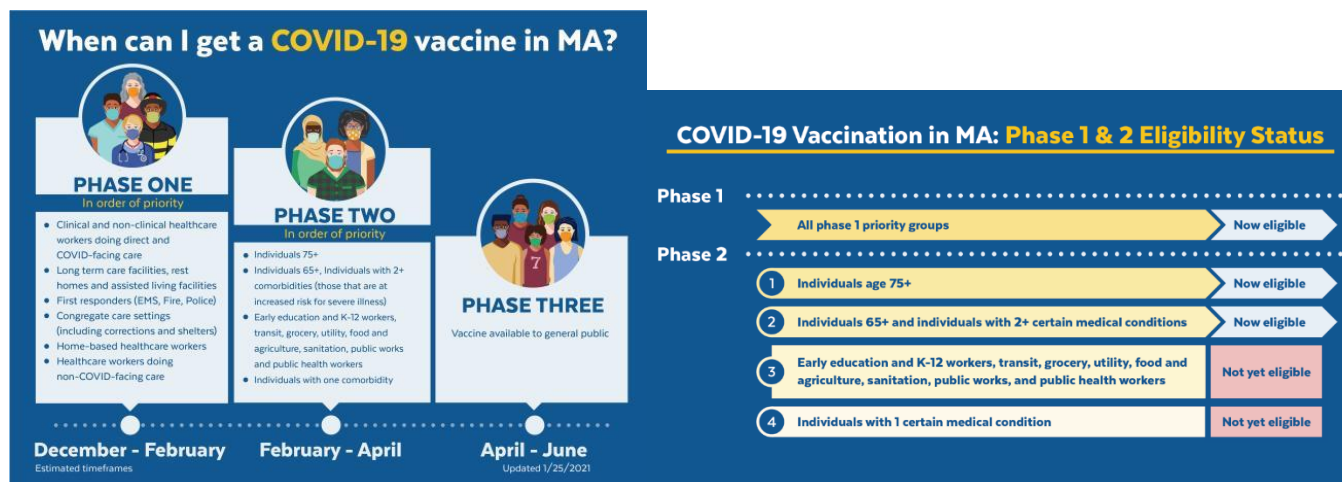 When can I get a COVID-19 vaccine in MA?
PHASE ONE
In order of priority
• Clinical and non-clinical healthcare
workers doing direct and
COVID-facing care
• Long term care facilities, rest
homes and assisted living facilities
• First responders (EMS, Fire, Police)
• Congregate care settings
(including corrections and shelters)
• Home-based healthcare workers
• Healthcare workers doing
non-COVID-facing care
December - February
Estimated timeframes
PHASE TWO
In order of priority
• Individuals 75+
• Individuals 65+, Individuals with 2+
comorbidities (those that are at
increased risk for severe illness)
• Early education and K-12 workers,
transit, grocery, utility, food and
agriculture, sanitation, public works
and public health workers
• Individuals with one comorbidity
February - April
7
PHASE THREE
Vaccine available to general public
April - June
Updated 1/25/2021
COVID-19 Vaccination in MA: Phase 1 & 2 Eligibility Status
Phase 1
All phase 1 priority groups Now eligible
Phase 2
1 Individuals age 75+ Now eligible
2 Individuals 65+ and individuals with 2+ certain medical conditions Now eligible
3 Early education and K-12 workers, transit, grocery, utility, food and
agriculture, sanitation, public works, and public health workers Not yet eligible
4 Individuals with 1 certain medical condition Not yet eligible